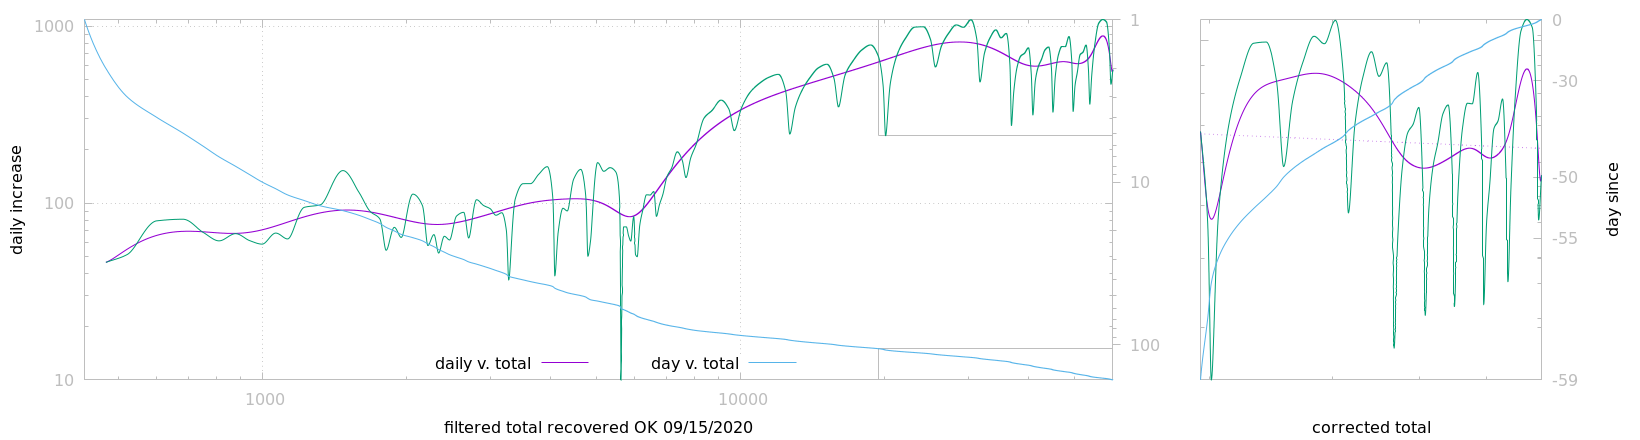 1000
100
10
daily increase
1000
10000
filtered total recovered OK 09/15/2020
daily v. total
day v. total
1
10
100
0
-30
-50
-55
-59
day since
corrected total